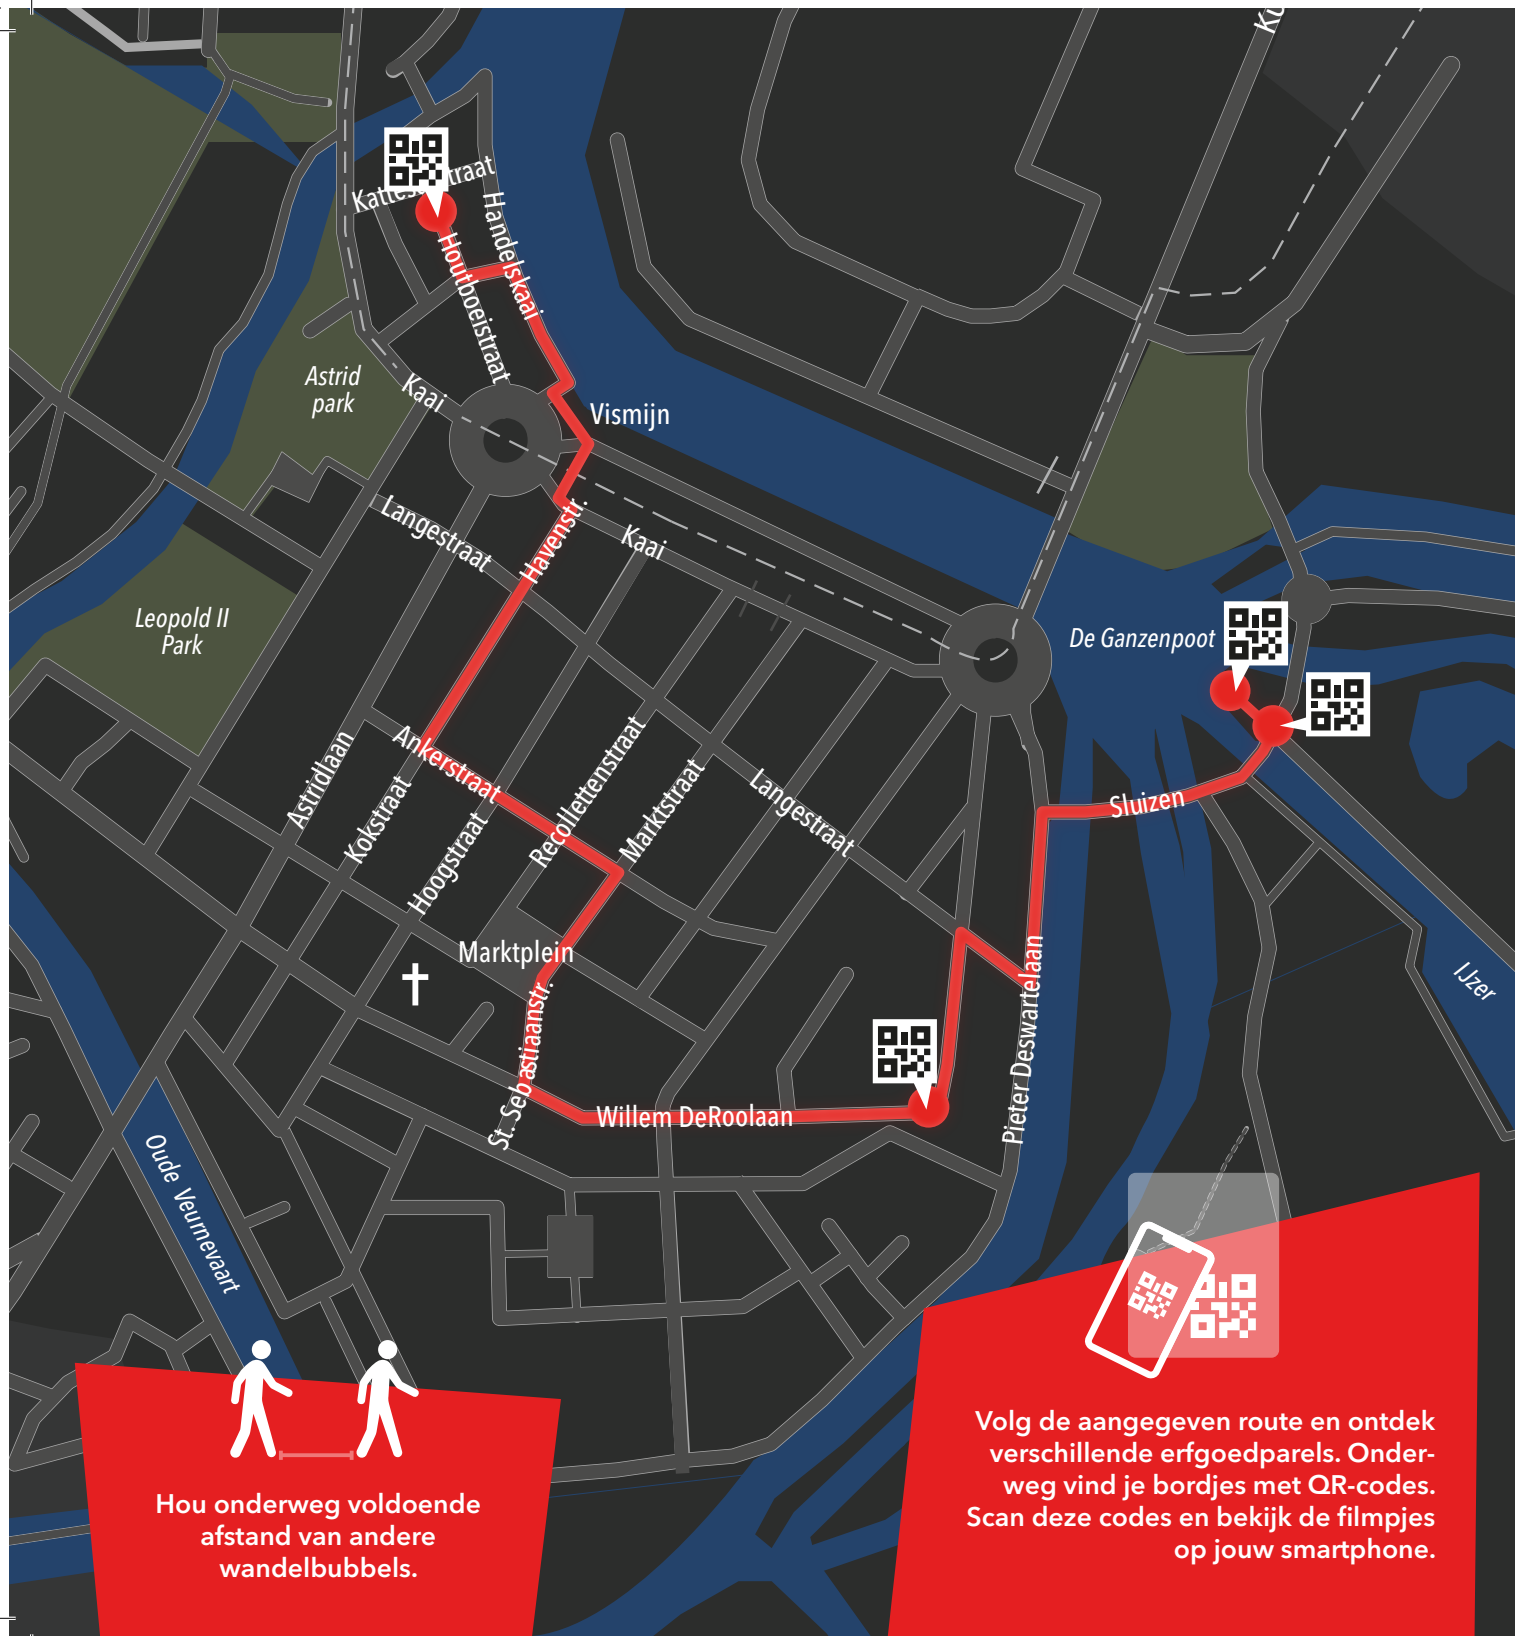 Ku
straat
Handelskaai
Houtboeistraat
Astrid
park
Kaai
Vismijn
Langestraat
Havenstr.
Kaai
Leopold II
Park
De Ganzenpoot
Ankerstraat
Astridlaan
Kokstraat
Hoogstraat
Recollettenstraat
Marktstraat
Langestraat
Sluizen
Marktplein
IJzer
St. Sebastiaanstr.
Pieter Deswartelaan
Willem DeRoolaan
Oude Veurnevaart
Hou onderweg voldoende
afstand van andere
wandelbubbels.
Volg de aangegeven route en ontdek
verschillende erfgoedparels. Onder-
weg vind je bordjes met QR-codes.
Scan deze codes en bekijk de filmpjes
op jouw smartphone.